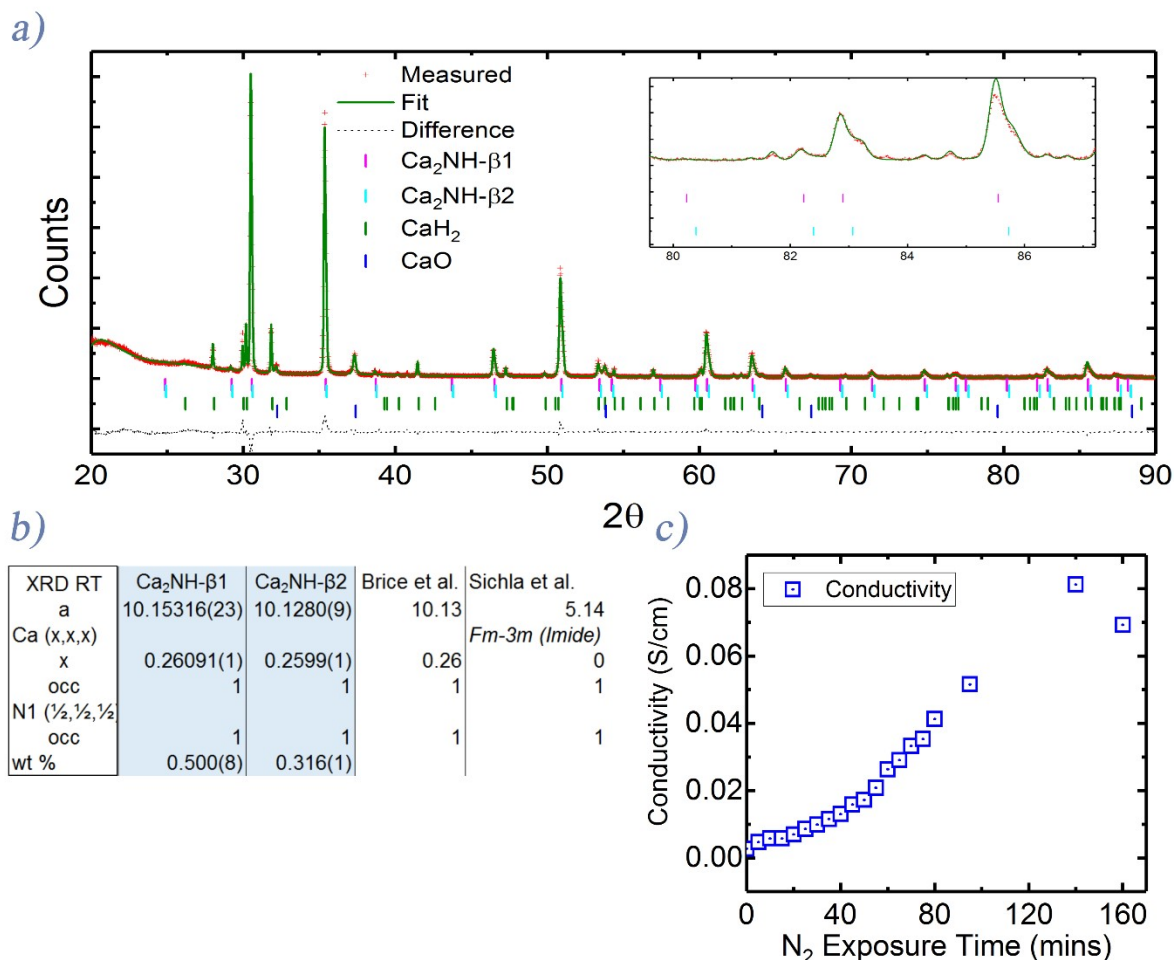 a)
Measured
Fit
Difference
Ca₂NH-β1
Ca₂NH-β2
CaH₂
CaO
80 82 84 86
Counts
20 30 40 50 60 70 80 90
2θ
b)
XRD RT Ca₂NH-β1 Ca₂NH-β2 Brice et al. Sichla et al.
a 10.15316(23) 10.1280(9) 10.13 5.14
Ca (x,x,x) Fm-3m (Imide)
x 0.26091(1) 0.2599(1) 0.26 0
occ 1 1 1 1
N1 (½,½,½
occ 1 1 1 1
wt % 0.500(8) 0.316(1)
c)
Conductivity
Conductivity (S/cm)
0.08
0.06
0.04
0.02
0.00
0 40 80 120 160
N₂ Exposure Time (mins)